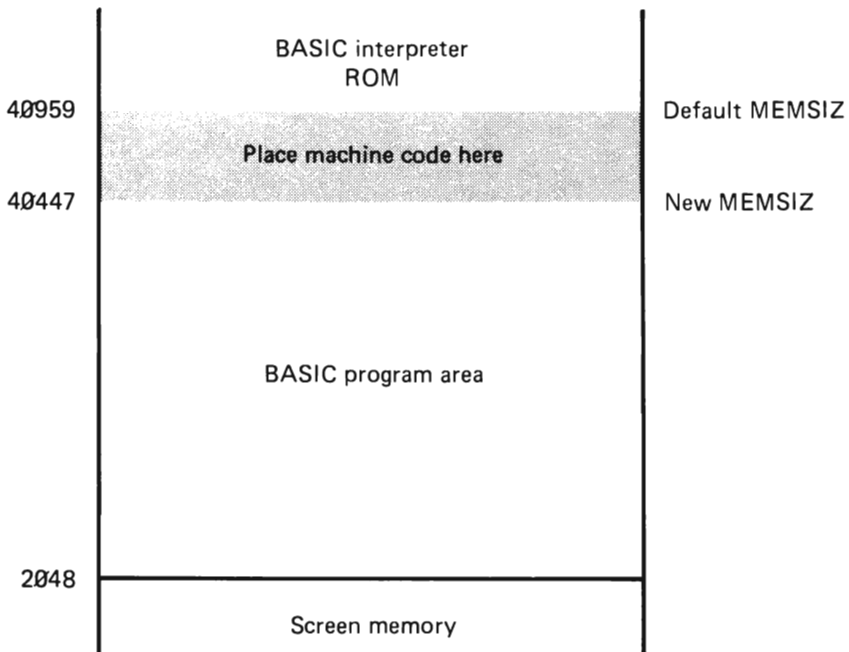 BASIC interpreter
ROM
40959
Default MEMSIZ
Place machine code here
40447
New MEMSIZ
BASIC program area
2048
Screen memory